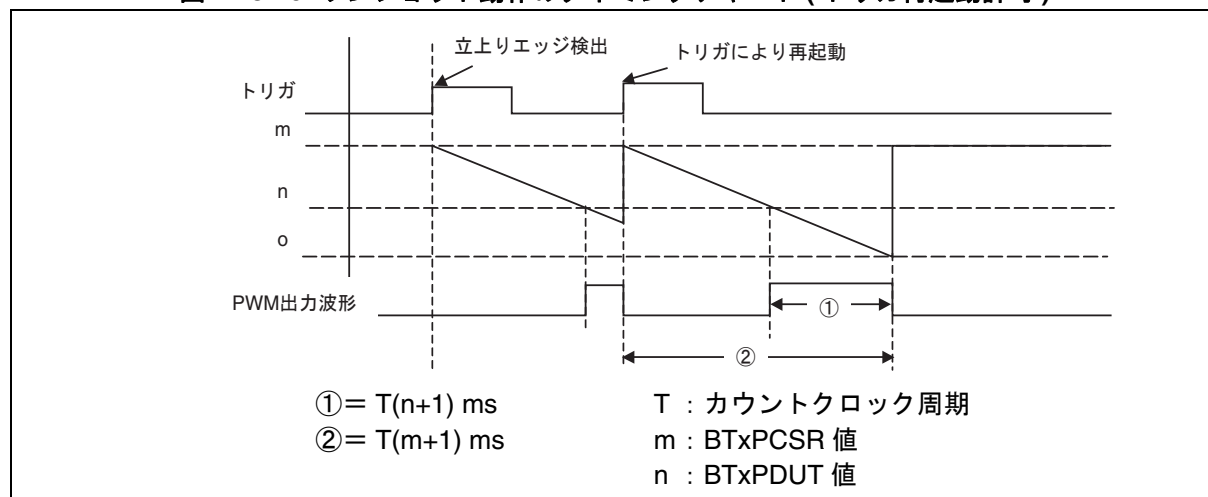 立上りエッジ検出
トリガにより再起動
トリガ
m
n
o
PWM出力波形
①
②
①＝ T(n+1) ms
②＝ T(m+1) ms
T ：カウントクロック周期
m：BTxPCSR 値
n ：BTxPDUT 値